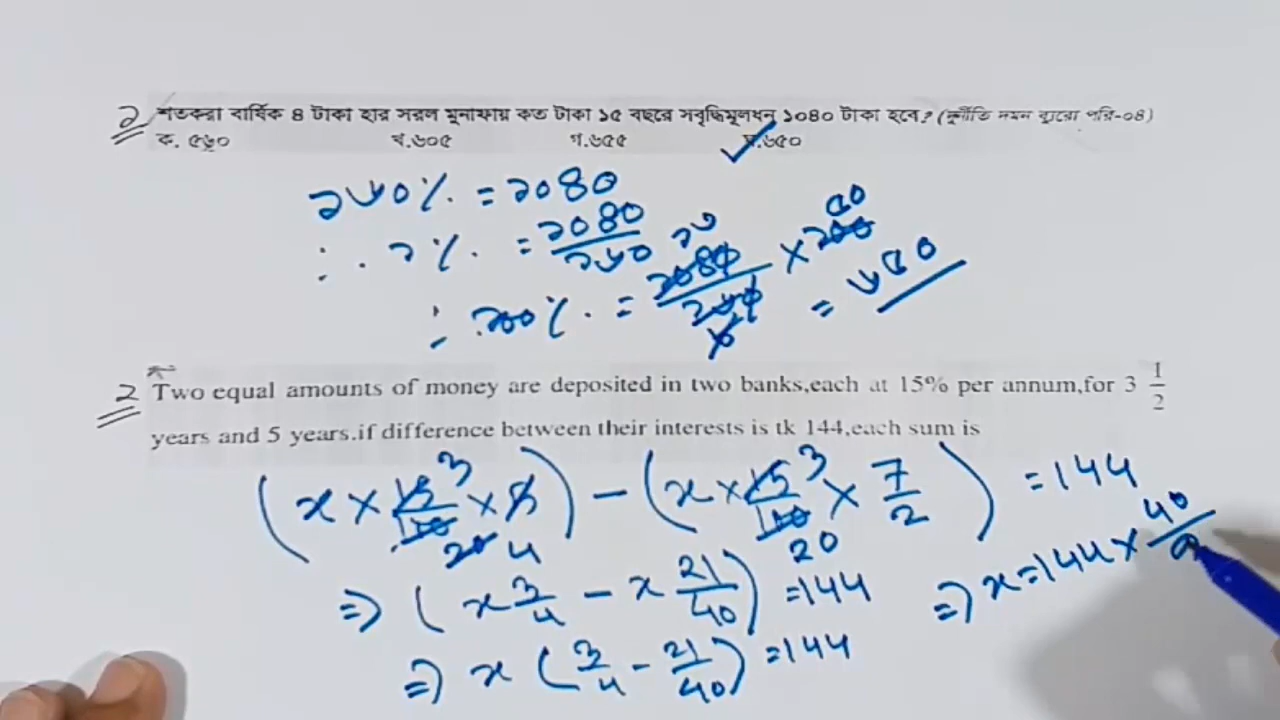 ১ শতকরা বার্ষিক ৪ টাকা হার সরল মুনাফায় কত টাকা ১৫ বছরে সবৃদ্ধিমূলধন ১০৪০ টাকা হবে? (দুর্নীতি দমন ব্যুরো পরি-০৪)
ক. ৫৬০ খ.৬০৫ গ.৬৫৫ ঘ.৬৫০
১৬০% = ১০৪০
∴ ১% = ১০৪০/১৬০
∴ ১০০% = ১০৪০/১৬০ × ১০০ = ৬৫০
2 Two equal amounts of money are deposited in two banks,each at 15% per annum,for 3 1/2
years and 5 years.if difference between their interests is tk 144,each sum is
(x × 15/100 × 5) − (x × 15/100 × 7/2) = 144
⇒ (x 3/4 − x 21/40) = 144
⇒ x (3/4 − 21/40) = 144
⇒ x = 144 × 40/